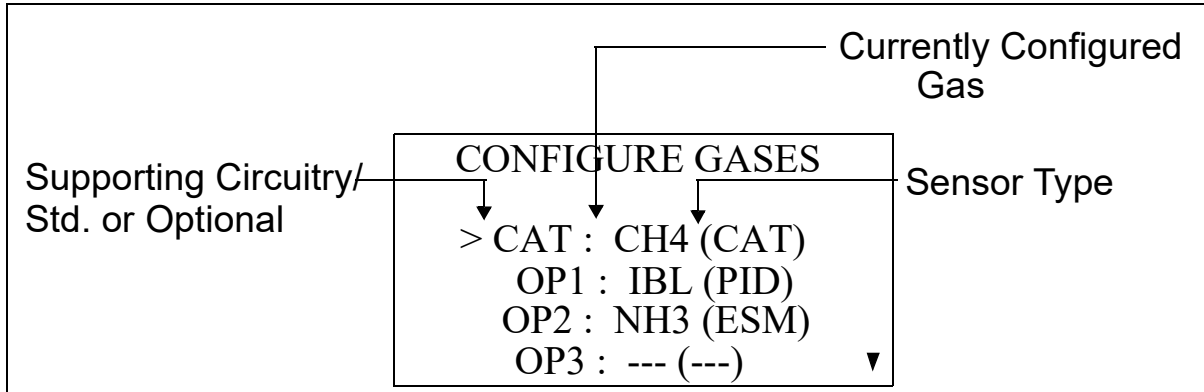 Currently Configured
Gas
Supporting Circuitry/
Std. or Optional
CONFIGURE GASES
> CAT : CH4 (CAT)
OP1 : IBL (PID)
OP2 : NH3 (ESM)
OP3 : --- (---)
Sensor Type